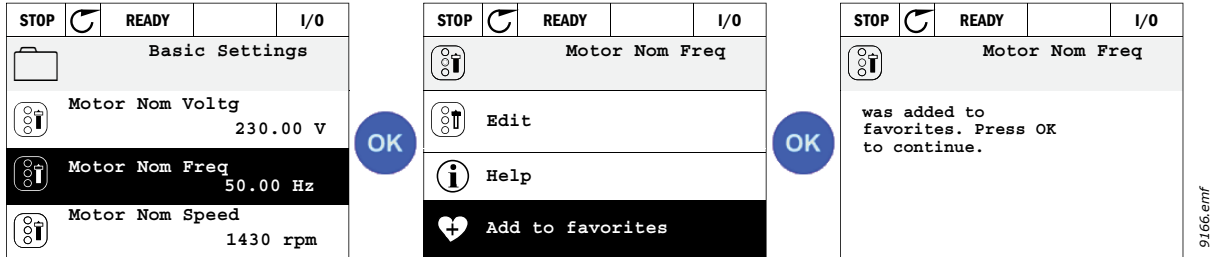 STOP READY I/O
Basic Settings
Motor Nom Voltg
230.00 V
Motor Nom Freq
50.00 Hz
Motor Nom Speed
1430 rpm
OK
STOP READY I/O
Motor Nom Freq
Edit
Help
Add to favorites
OK
STOP READY I/O
Motor Nom Freq
was added to
favorites. Press OK
to continue.
9166.emf